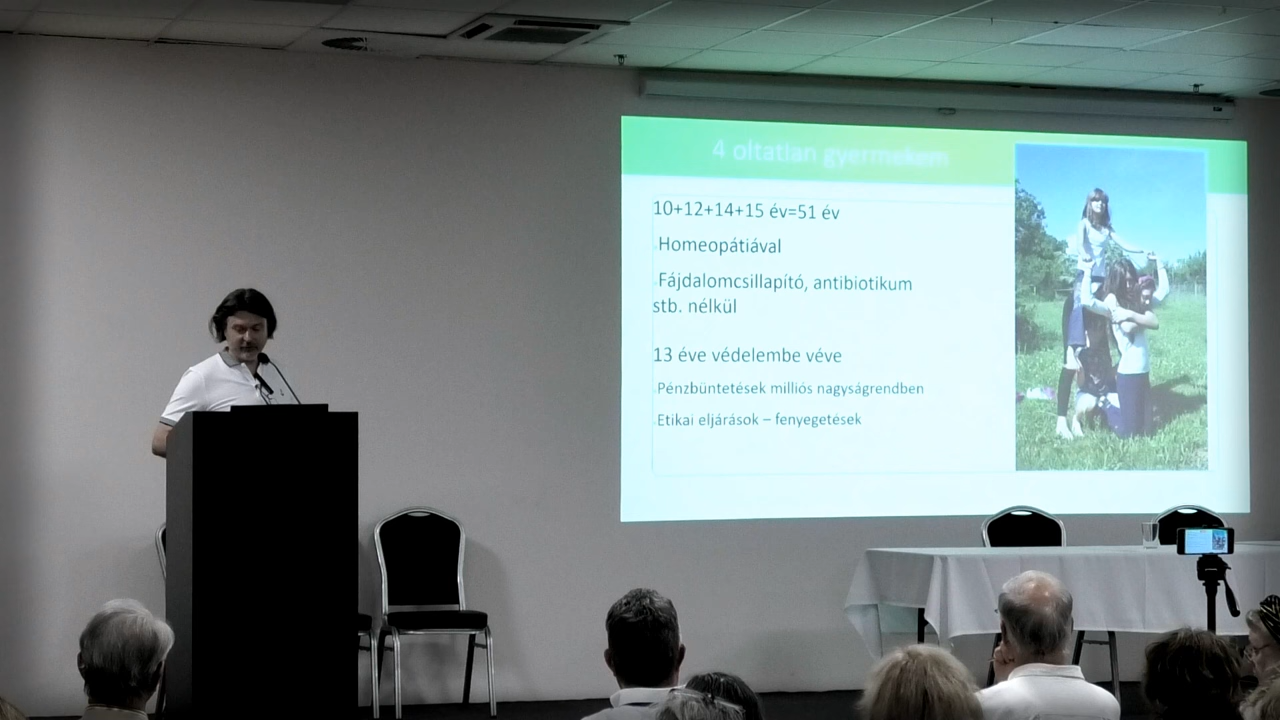 4 oltatlan gyermekem
10+12+14+15 év=51 év
Homeopátiával
Fájdalomcsillapító, antibiotikum
stb. nélkül
13 éve védelembe véve
Pénzbüntetések milliós nagyságrendben
Etikai eljárások – fenyegetések